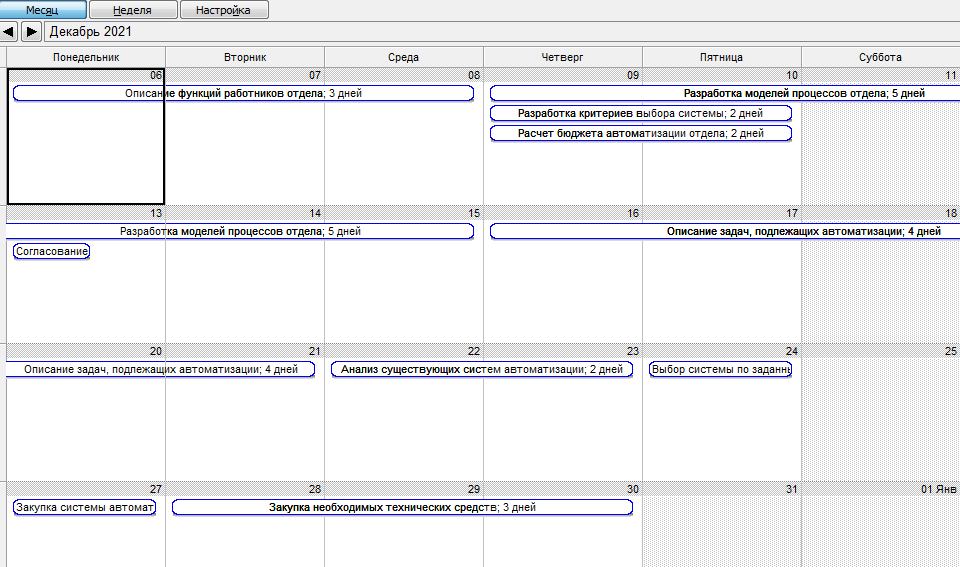 Месяц Неделя Настройка
Декабрь 2021
Понедельник Вторник Среда Четверг Пятница Суббота
06 07 08 09 10 11
Описание функций работников отдела; 3 дней Разработка моделей процессов отдела; 5 дней
Разработка критериев выбора системы; 2 дней
Расчет бюджета автоматизации отдела; 2 дней
13 14 15 16 17 18
Разработка моделей процессов отдела; 5 дней Описание задач, подлежащих автоматизации; 4 дней
Согласование
20 21 22 23 24 25
Описание задач, подлежащих автоматизации; 4 дней Анализ существующих систем автоматизации; 2 дней Выбор системы по заданн
27 28 29 30 31 01 Янв
Закупка системы автомат Закупка необходимых технических средств; 3 дней